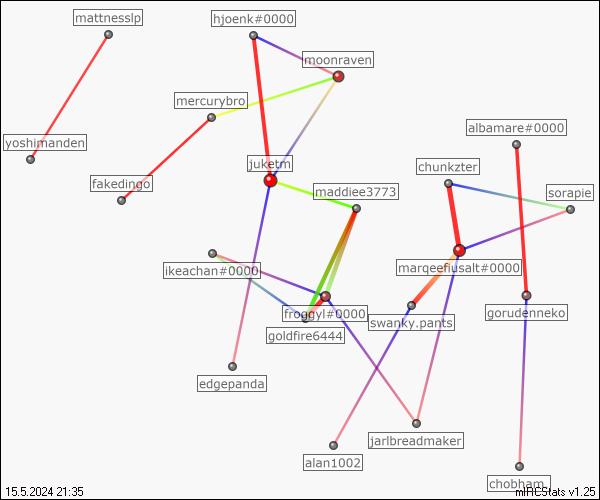 mattnesslp
hjoenk#0000
moonraven
mercurybro
albamare#0000
yoshimanden
juketm
chunkzter
fakedingo
maddiee3773
sorapie
ikeachan#0000
marqeefiusalt#0000
froggyl#0000
swanky.pants
gorudenneko
goldfire6444
edgepanda
jarlbreadmaker
alan1002
chobham_
15.5.2024 21:35
mIRCStats v1.25